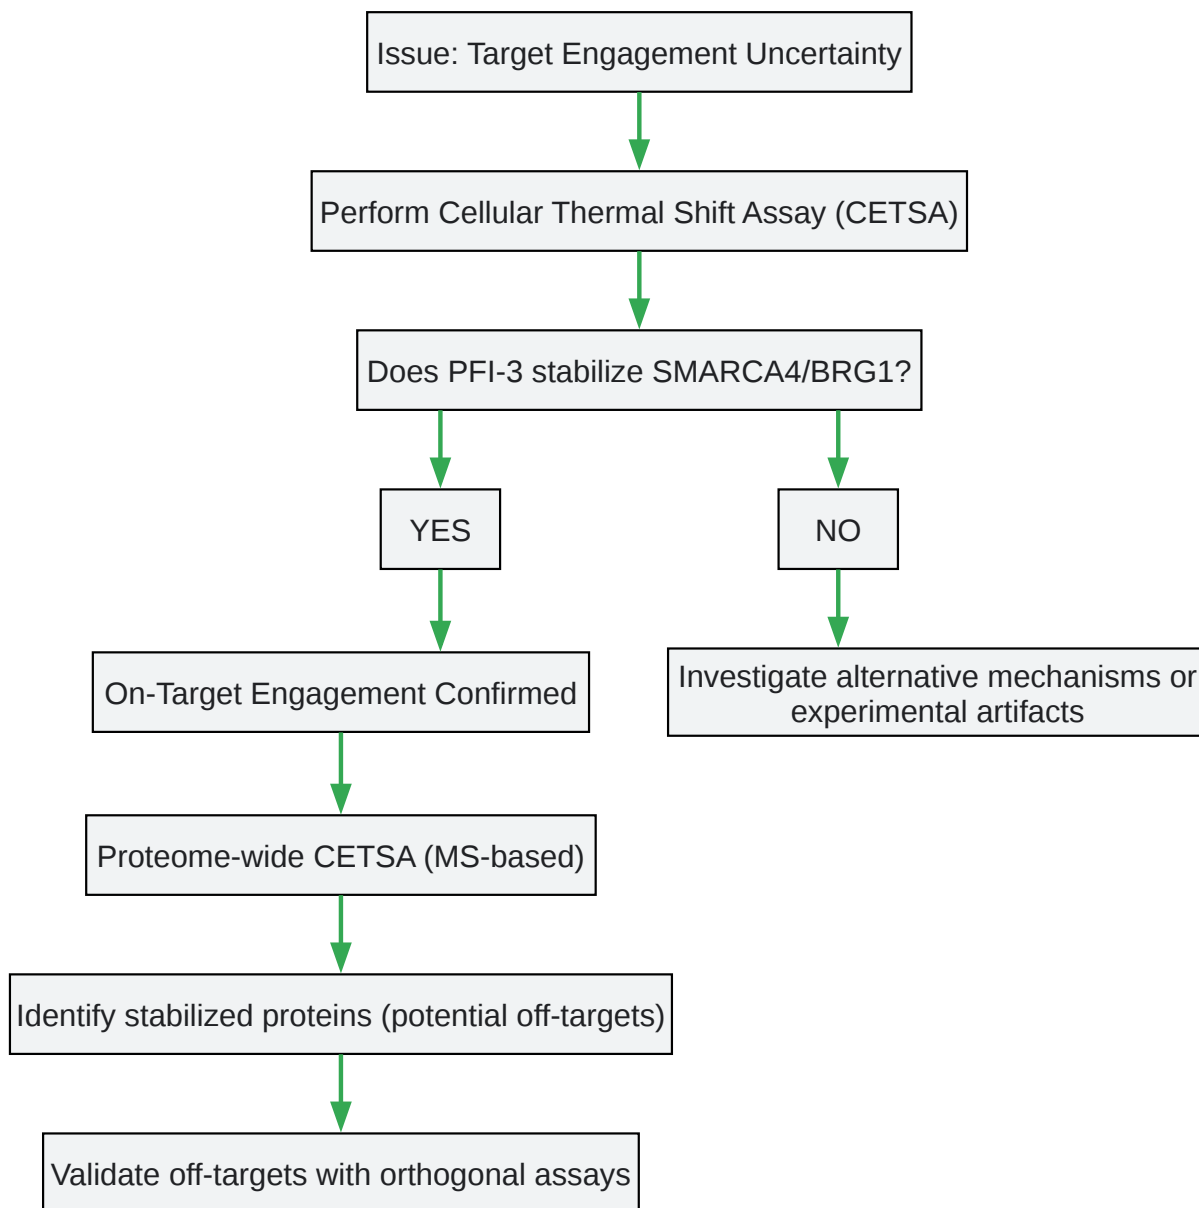 Issue: Target Engagement Uncertainty
Perform Cellular Thermal Shift Assay (CETSA)
Does PFI-3 stabilize SMARCA4/BRG1?
YES
NO
On-Target Engagement Confirmed
Investigate alternative mechanisms or
experimental artifacts
Proteome-wide CETSA (MS-based)
Identify stabilized proteins (potential off-targets)
Validate off-targets with orthogonal assays